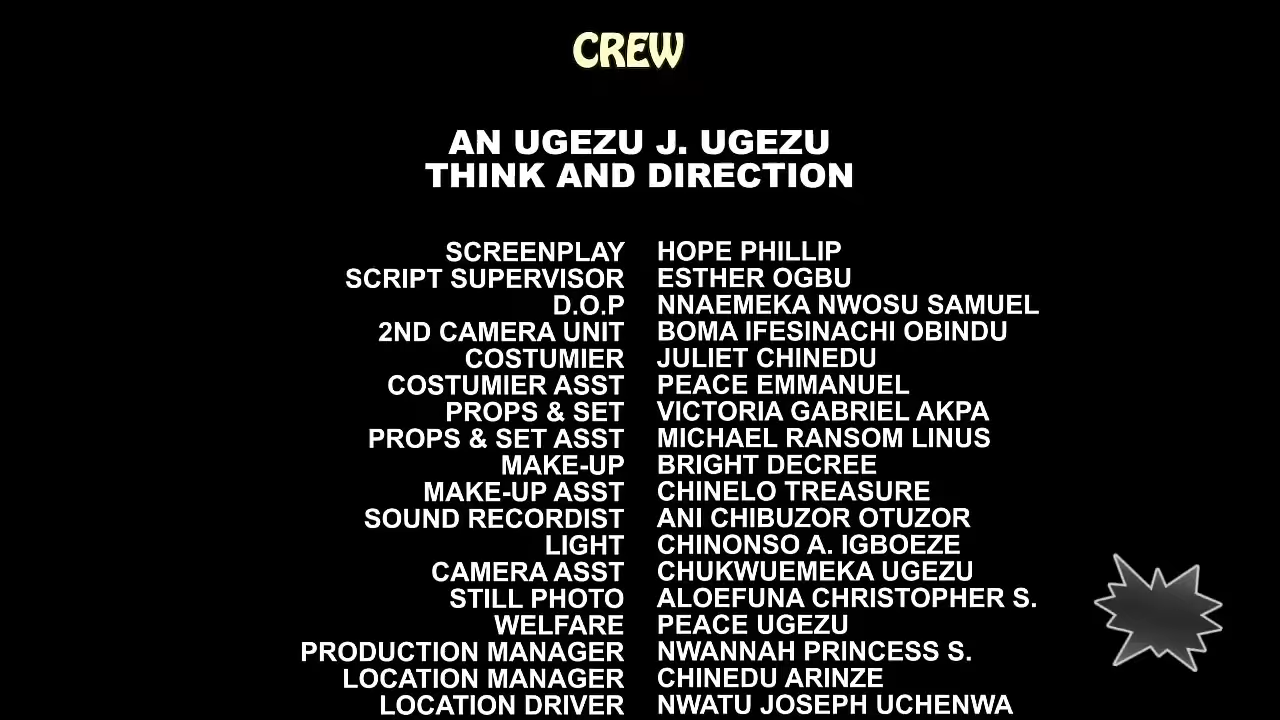 CREW
AN UGEZU J. UGEZU
THINK AND DIRECTION
SCREENPLAY HOPE PHILLIP
SCRIPT SUPERVISOR ESTHER OGBU
D.O.P NNAEMEKA NWOSU SAMUEL
2ND CAMERA UNIT BOMA IFESINACHI OBINDU
COSTUMIER JULIET CHINEDU
COSTUMIER ASST PEACE EMMANUEL
PROPS & SET VICTORIA GABRIEL AKPA
PROPS & SET ASST MICHAEL RANSOM LINUS
MAKE-UP BRIGHT DECREE
MAKE-UP ASST CHINELO TREASURE
SOUND RECORDIST ANI CHIBUZOR OTUZOR
LIGHT CHINONSO A. IGBOEZE
CAMERA ASST CHUKWUEMEKA UGEZU
STILL PHOTO ALOEFUNA CHRISTOPHER S.
WELFARE PEACE UGEZU
PRODUCTION MANAGER NWANNAH PRINCESS S.
LOCATION MANAGER CHINEDU ARINZE
LOCATION DRIVER NWATU JOSEPH UCHENWA